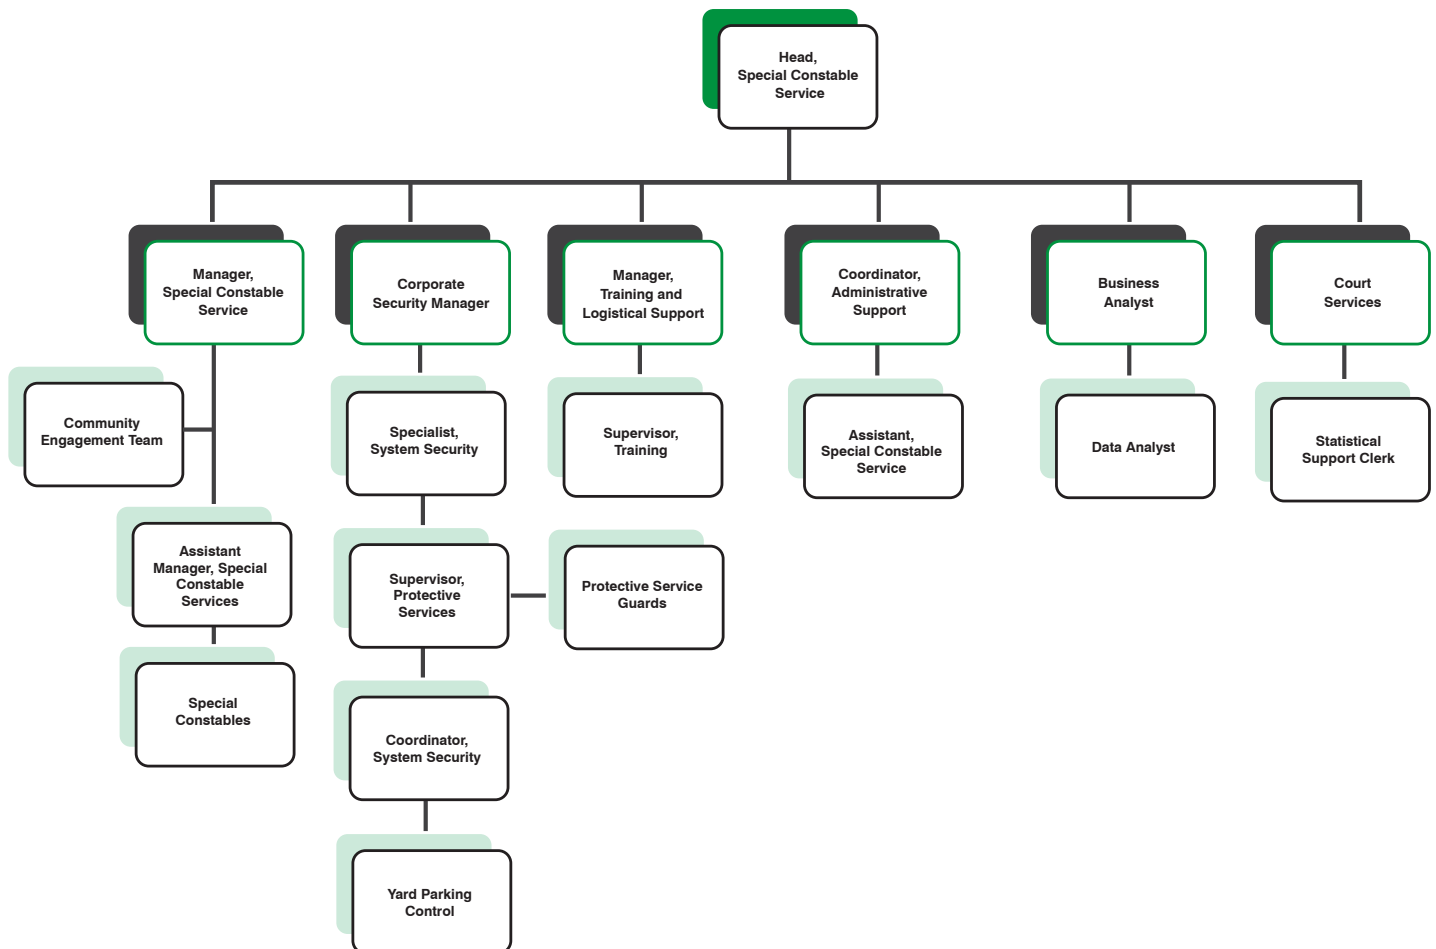 Head,
Special Constable
Service
Manager,
Special Constable
Service
Corporate
Security Manager
Manager,
Training and
Logistical Support
Coordinator,
Administrative
Support
Business
Analyst
Court
Services
Community
Engagement Team
Specialist,
System Security
Supervisor,
Training
Assistant,
Special Constable
Service
Data Analyst
Statistical
Support Clerk
Assistant
Manager, Special
Constable
Services
Supervisor,
Protective
Services
Protective Service
Guards
Special
Constables
Coordinator,
System Security
Yard Parking
Control